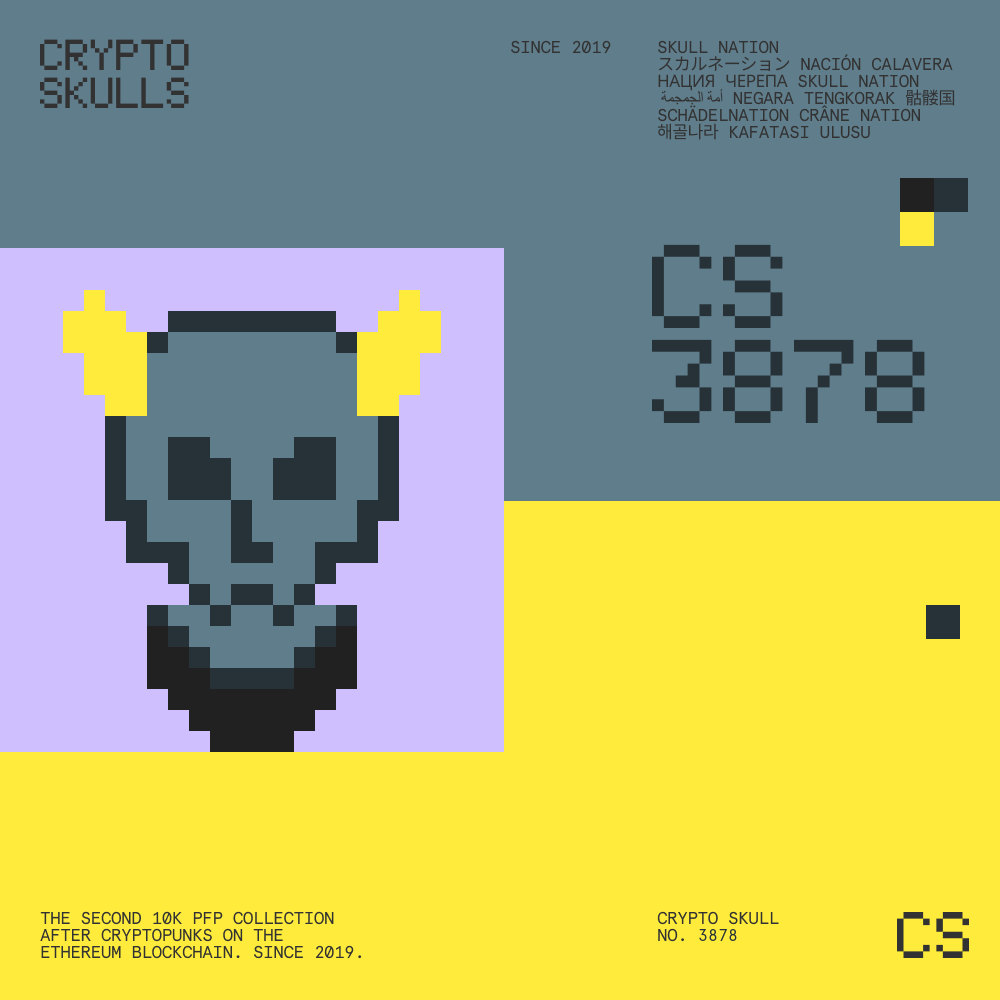 CRYPTO
SKULLS
SINCE 2019
SKULL NATION
スカルネーション NACIÓN CALAVERA
НАЦИЯ ЧЕРЕПА SKULL NATION
أمة الجمجمة NEGARA TENGKORAK 骷髅国
SCHÄDELNATION CRÂNE NATION
해골나라 KAFATASI ULUSU
CS
3878
THE SECOND 10K PFP COLLECTION
AFTER CRYPTOPUNKS ON THE
ETHEREUM BLOCKCHAIN. SINCE 2019.
CRYPTO SKULL
NO. 3878
CS